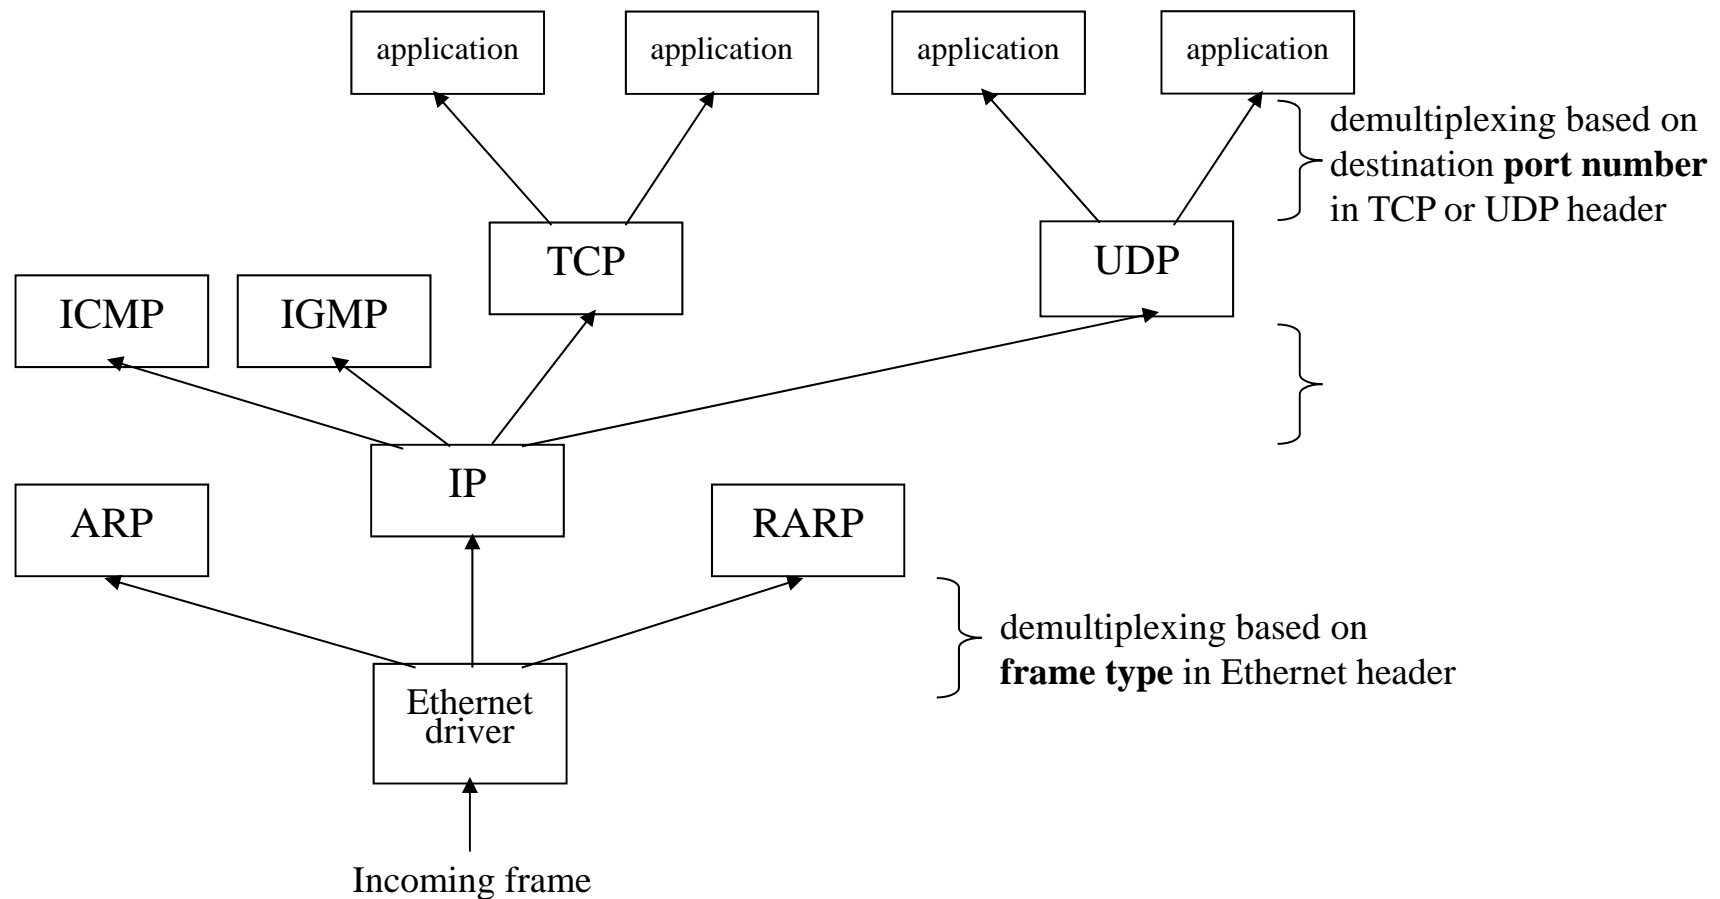 application
application
application
application
demultiplexing based on
destination port number
in TCP or UDP header
TCP
UDP
ICMP
IGMP
IP
ARP
RARP
demultiplexing based on
frame type in Ethernet header
Ethernet
driver
Incoming frame